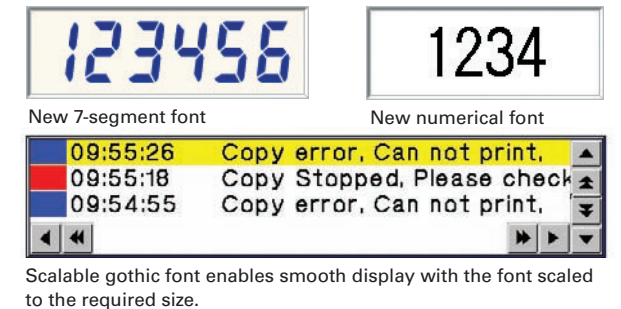 123456
1234
New 7-segment font
New numerical font
09:55:26 Copy error, Can not print,
09:55:18 Copy Stopped, Please check
09:54:55 Copy error, Can not print,
Scalable gothic font enables smooth display with the font scaled
to the required size.